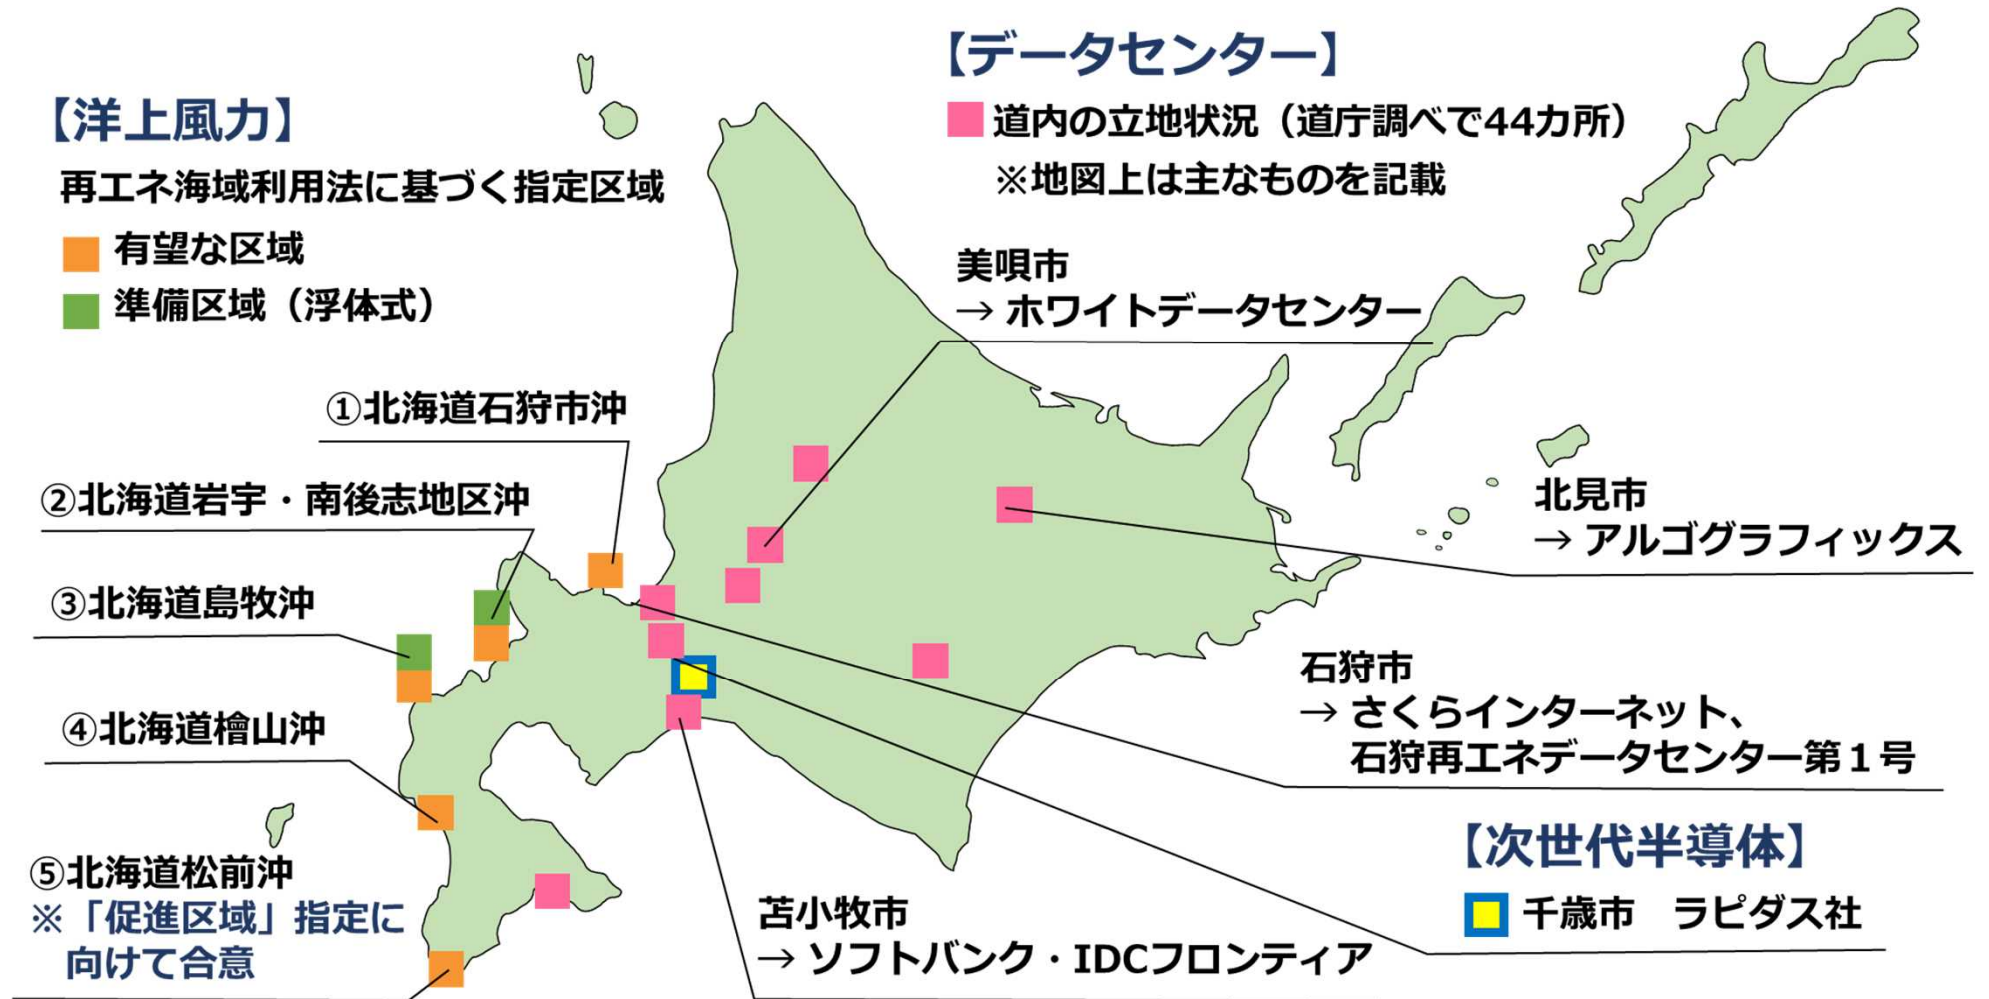 【洋上風力】
再エネ海域利用法に基づく指定区域
有望な区域
準備区域（浮体式）
①北海道石狩市沖
②北海道岩宇・南後志地区沖
③北海道島牧沖
④北海道檜山沖
⑤北海道松前沖
※「促進区域」指定に
向けて合意
【データセンター】
道内の立地状況（道庁調べで44カ所）
※地図上は主なものを記載
美唄市
→ ホワイトデータセンター
北見市
→ アルゴグラフィックス
石狩市
→ さくらインターネット、
石狩再エネデータセンター第１号
苫小牧市
→ ソフトバンク・IDCフロンティア
【次世代半導体】
千歳市　ラピダス社